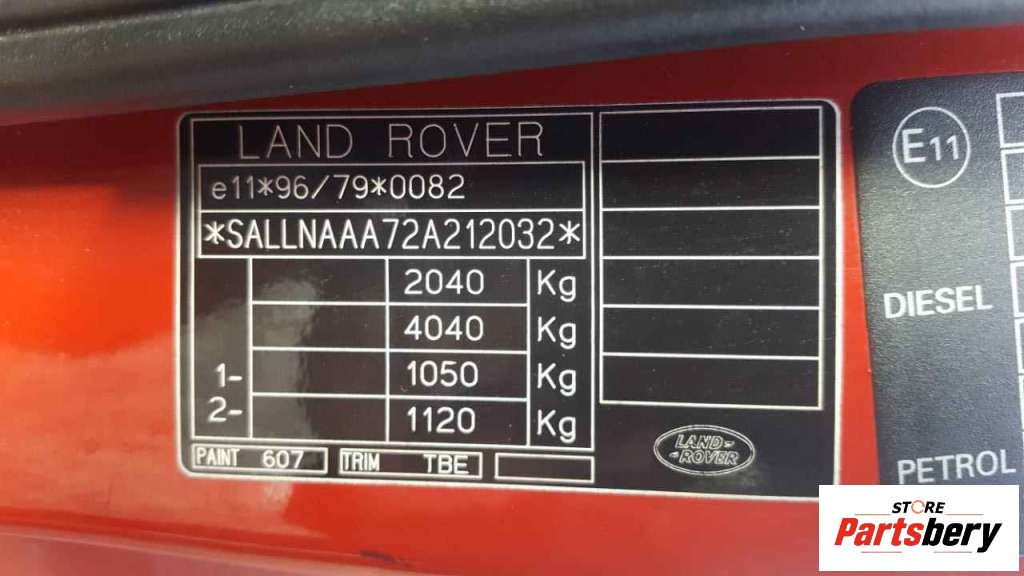 LAND ROVER
e11*96/79*0082
*SALLNAAA72A212032*
2040 Kg
4040 Kg
1- 1050 Kg
2- 1120 Kg
PAINT 607 TRIM TBE
LAND-
-ROVER
E11
DIESEL
PETROL
STORE
Partsbery